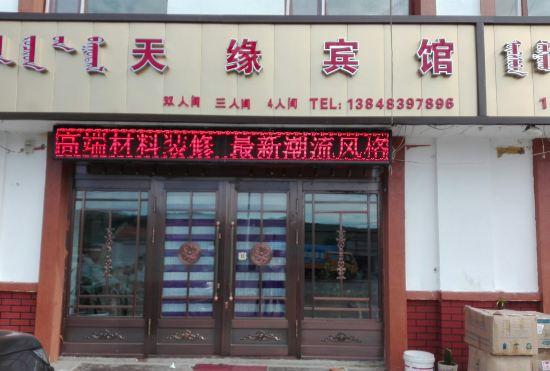 天缘宾馆
双人间 三人间 4人间 TEL: 13848397896
高端材料装修 最新潮流风格